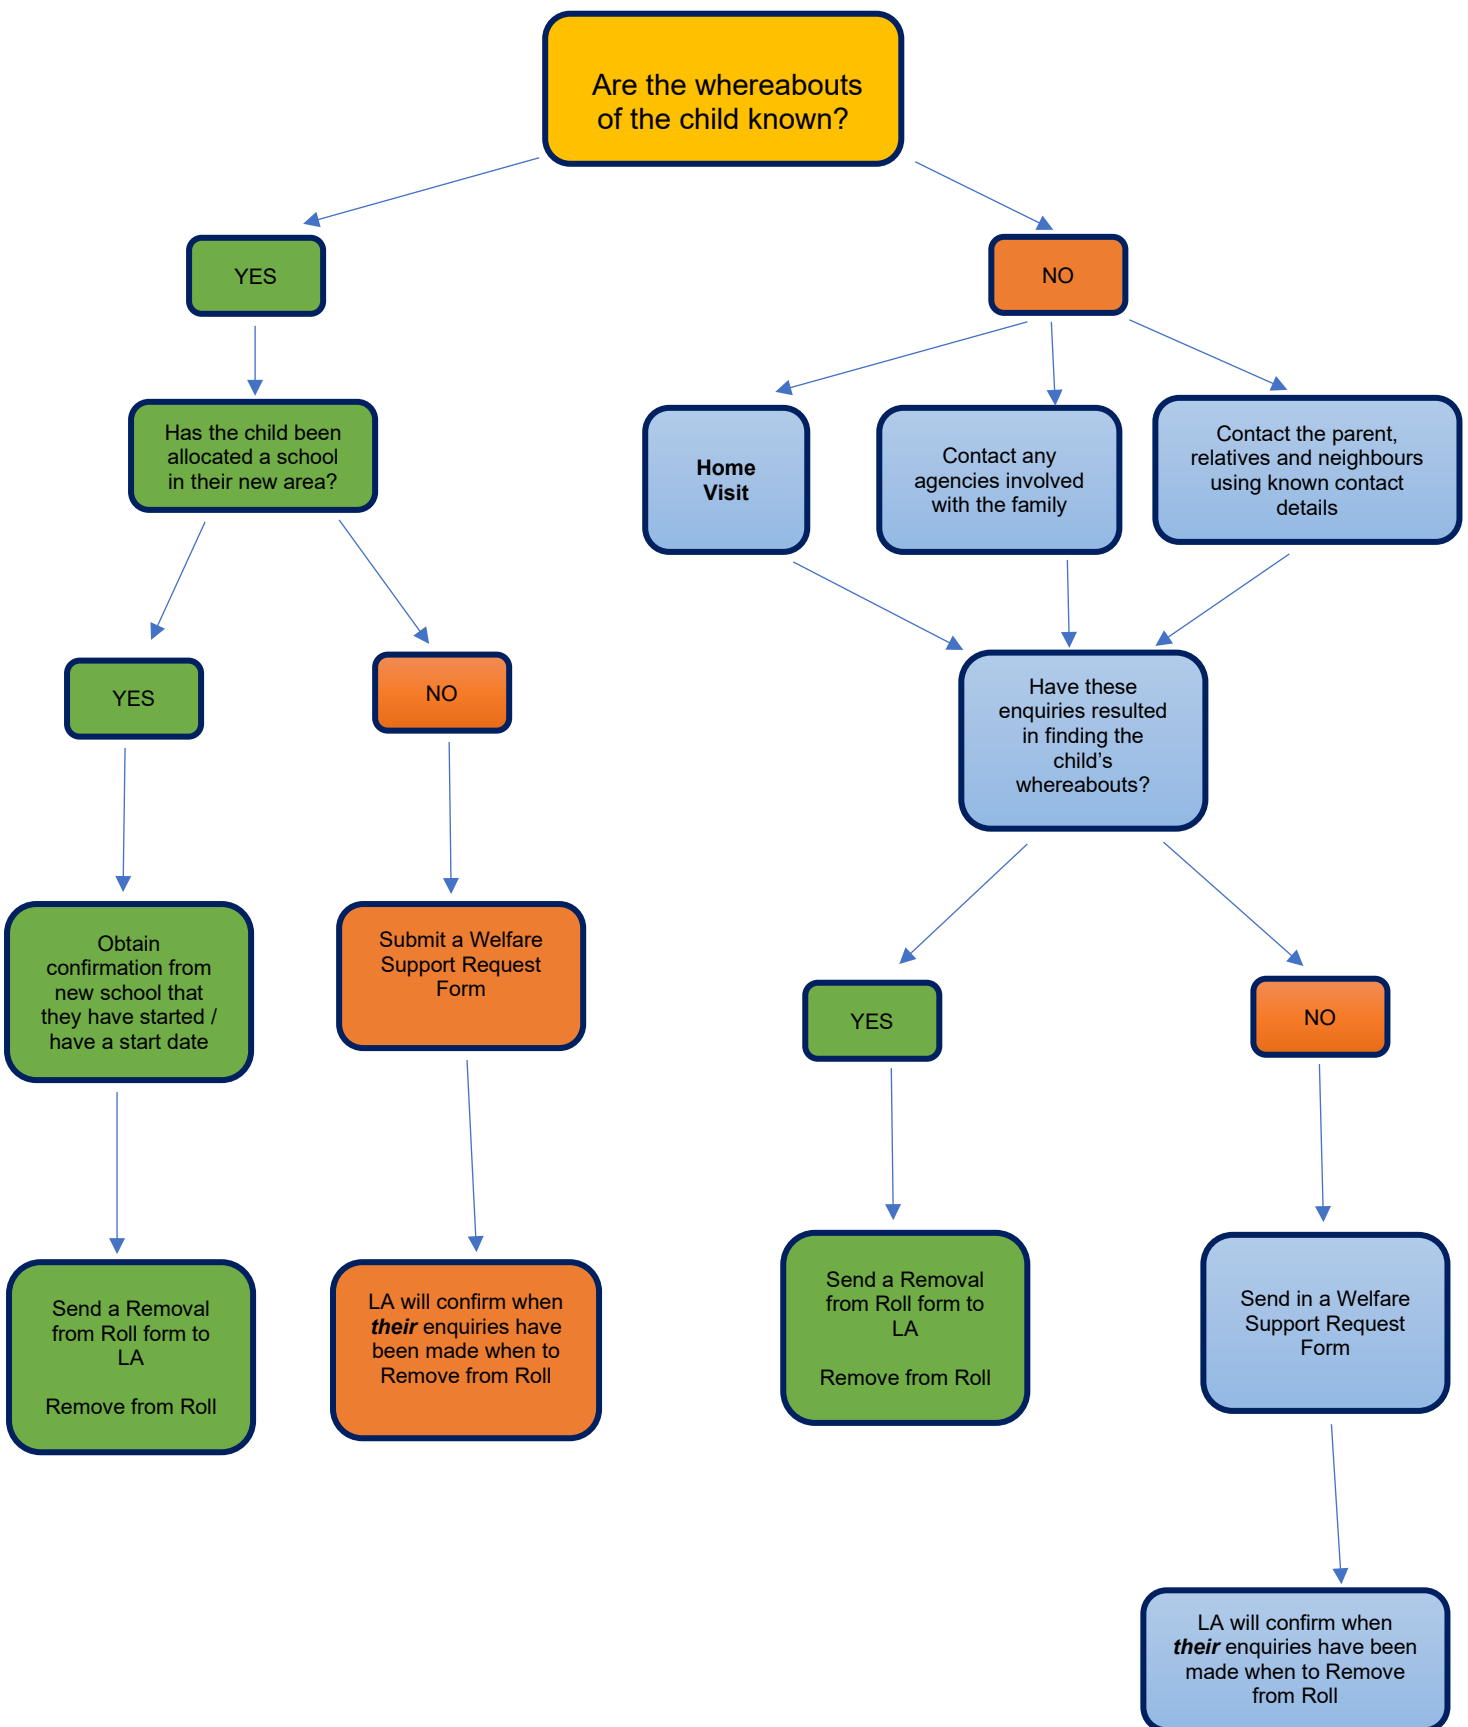 Are the whereabouts
of the child known?
YES
NO
Has the child been
allocated a school
in their new area?
Home
Visit
Contact any
agencies involved
with the family
Contact the parent,
relatives and neighbours
using known contact
details
YES
NO
Have these
enquiries resulted
in finding the
child’s
whereabouts?
Obtain
confirmation from
new school that
they have started /
have a start date
Submit a Welfare
Support Request
Form
YES
NO
Send a Removal
from Roll form to
LA
Remove from Roll
LA will confirm when
their enquiries have
been made when to
Remove from Roll
Send a Removal
from Roll form to
LA
Remove from Roll
Send in a Welfare
Support Request
Form
LA will confirm when
their enquiries have been
made when to Remove
from Roll